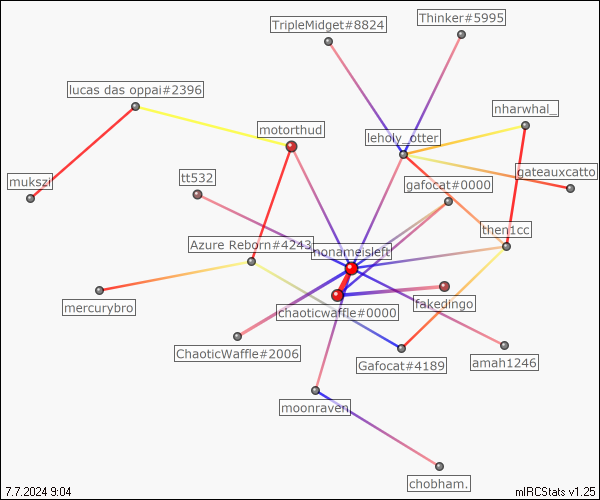 TripleMidget#8824
Thinker#5995
lucas das oppai#2396
nharwhal_
motorthud
leholy_otter
mukszi
tt532
gafocat#0000
gateauxcatto
then1cc
Azure Reborn#4243
nonameisleft
mercurybro
chaoticwaffle#0000
fakedingo
ChaoticWaffle#2006
Gafocat#4189
amah1246
moonraven
chobham.
7.7.2024 9:04
mIRCStats v1.25